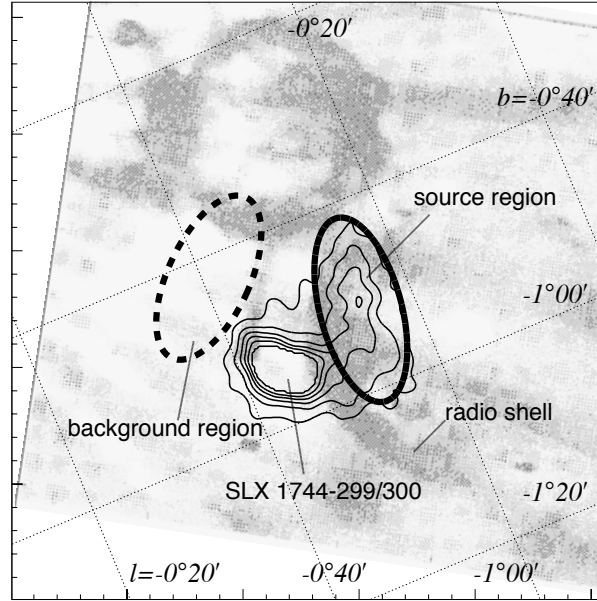 -0°20′
b=-0°40′
source region
-1°00′
radio shell
background region
SLX 1744-299/300
-1°20′
l=-0°20′
-0°40′
-1°00′